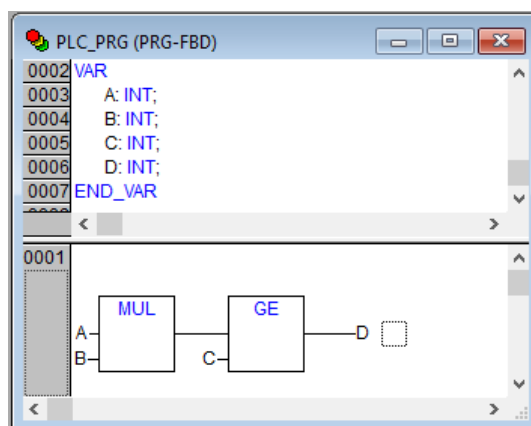 PLC_PRG (PRG-FBD)
0002 VAR
0003 A: INT;
0004 B: INT;
0005 C: INT;
0006 D: INT;
0007 END_VAR
0001
MUL GE
A D
B C